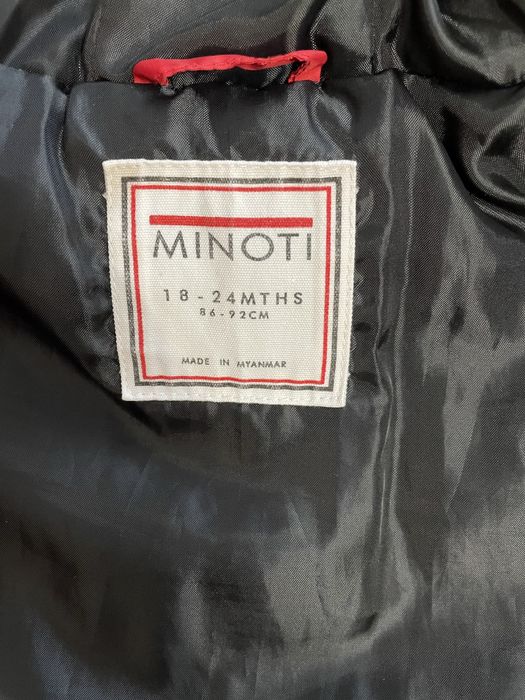 MINOTI
18 - 24MTHS
86 - 92CM
MADE IN MYANMAR